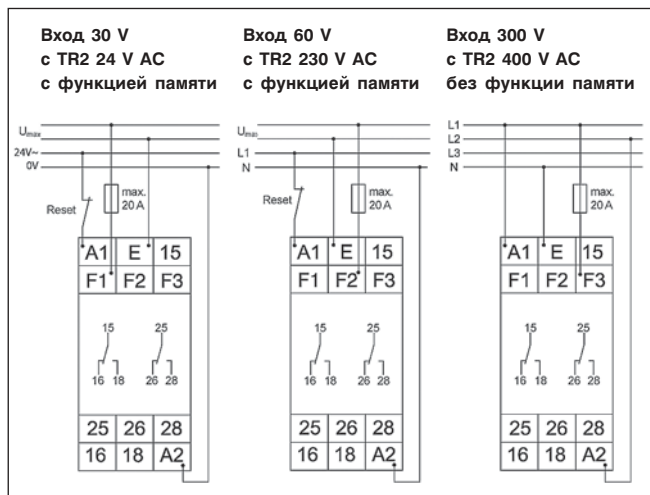 Вход 30 V
с TR2 24 V AC
с функцией памяти
Umax
24V~
0V
Reset
max.
20 A
A1 E 15
F1 F2 F3
15 25
16 18 26 28
25 26 28
16 18 A2
Вход 60 V
с TR2 230 V AC
с функцией памяти
Umax
L1
N
Reset
max.
20 A
A1 E 15
F1 F2 F3
15 25
16 18 26 28
25 26 28
16 18 A2
Вход 300 V
с TR2 400 V AC
без функции памяти
L1
L2
L3
N
max.
20 A
A1 E 15
F1 F2 F3
15 25
16 18 26 28
25 26 28
16 18 A2